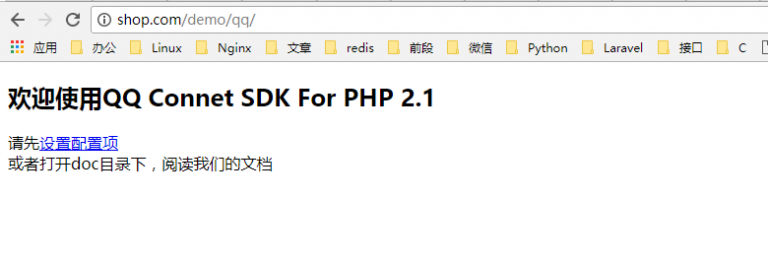 shop.com/demo/qq/
应用 办公 Linux Nginx 文章 redis 前段 微信 Python Laravel 接口 C
欢迎使用QQ Connet SDK For PHP 2.1
请先设置配置项
或者打开doc目录下，阅读我们的文档